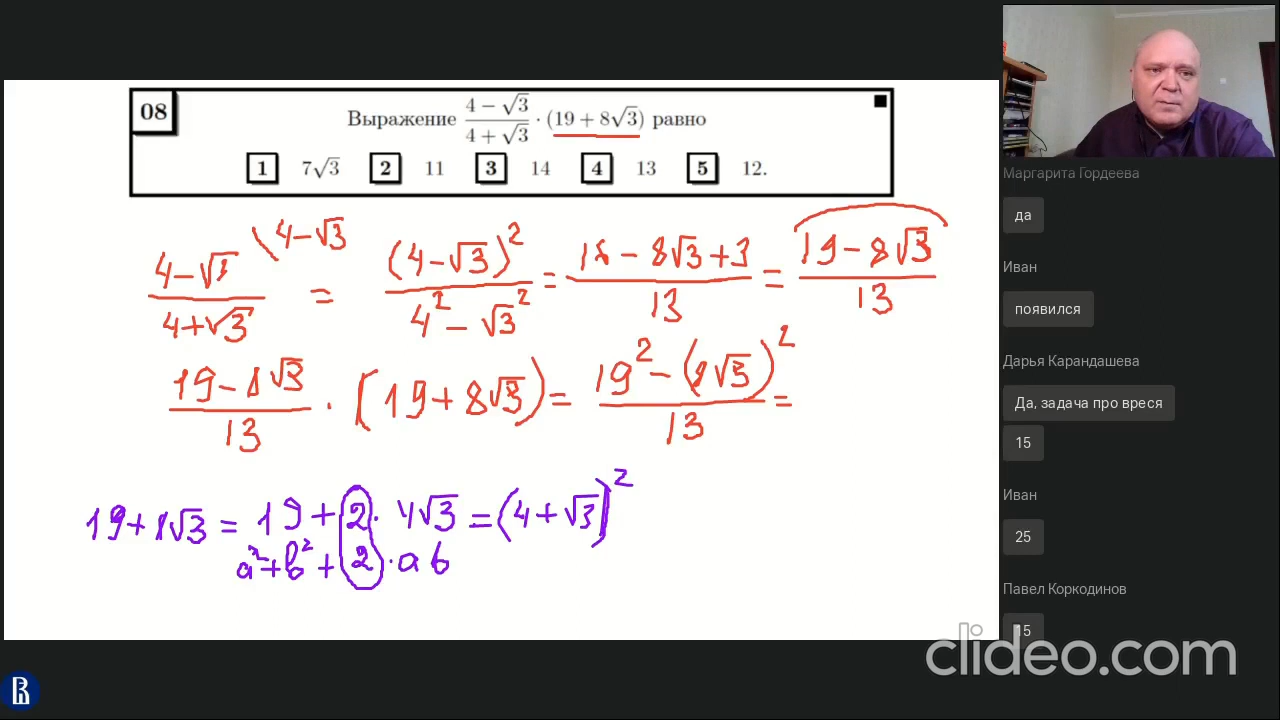 08
Выражение (4 − √3)/(4 + √3) · (19 + 8√3) равно
1 7√3 2 11 3 14 4 13 5 12.
(4 − √3)/(4 + √3) \4 − √3 = (4 − √3)²/(4² − √3²) = (16 − 8√3 + 3)/13 = (19 − 8√3)/13
(19 − 8√3)/13 · (19 + 8√3) = (19² − (8√3)²)/13 =
19 + 8√3 = 19 + 2 · 4√3 = (4 + √3)²
a² + b² + 2 · ab
Маргарита Гордеева
да
Иван
появился
Дарья Карандашева
Да, задача про вреся
15
Иван
25
Павел Коркодинов
15
clideo.com